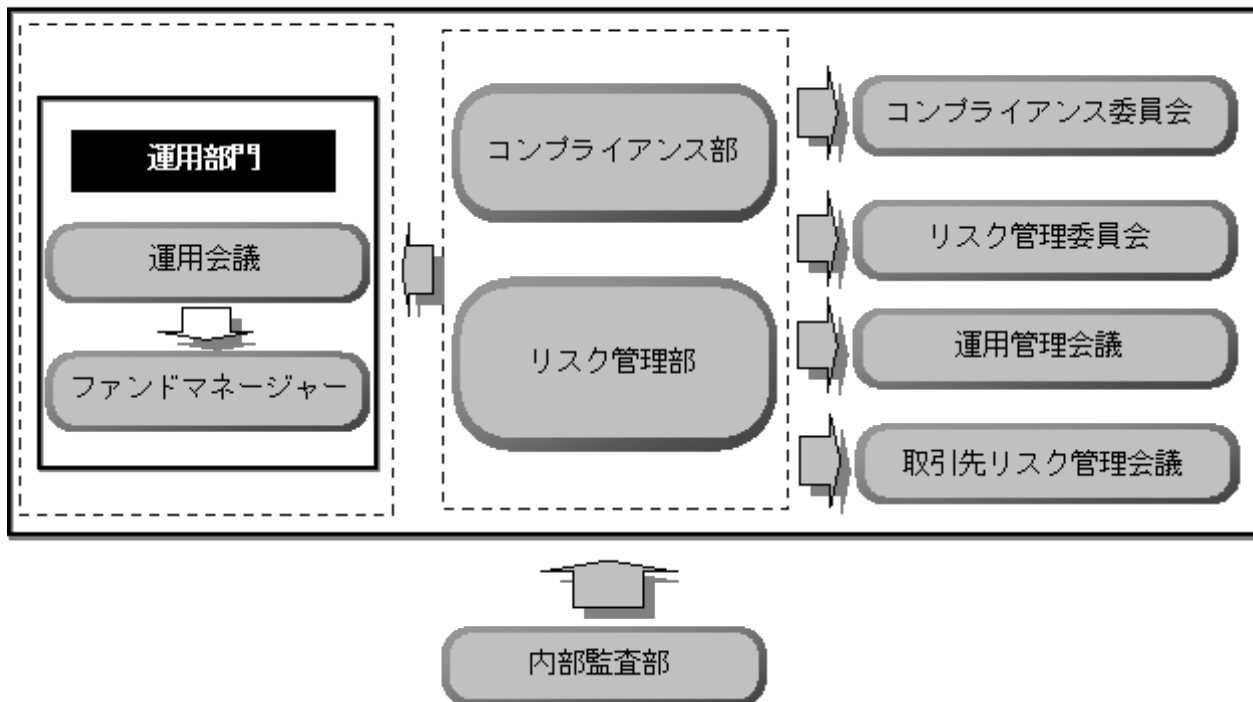 運用部門
運用会議
ファンドマネージャー
コンプライアンス部
リスク管理部
コンプライアンス委員会
リスク管理委員会
運用管理会議
取引先リスク管理会議
内部監査部